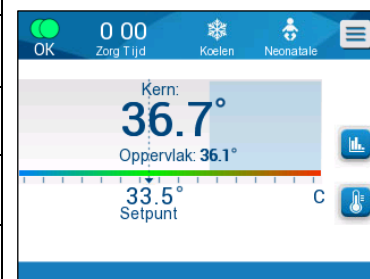 OK
0 00
Zorg Tijd
Koelen
Neonatale
Kern:
36.7°
Oppervlak: 36.1°
33.5°
C
Setpunt